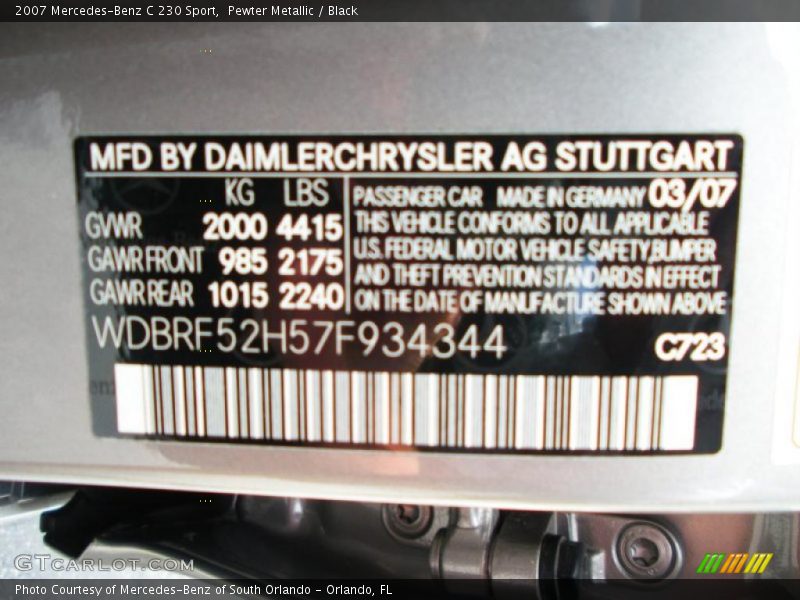 2007 Mercedes-Benz C 230 Sport,  Pewter Metallic / Black
MFD BY DAIMLERCHRYSLER AG STUTTGART
KG LBS
GVWR 2000 4415
GAWR FRONT 985 2175
GAWR REAR 1015 2240
PASSENGER CAR MADE IN GERMANY 03/07
THIS VEHICLE CONFORMS TO ALL APPLICABLE
U.S. FEDERAL MOTOR VEHICLE SAFETY,BUMPER
AND THEFT PREVENTION STANDARDS IN EFFECT
ON THE DATE OF MANUFACTURE SHOWN ABOVE
WDBRF52H57F934344
C723
GTCARLOT.COM
Photo Courtesy of Mercedes-Benz of South Orlando - Orlando, FL